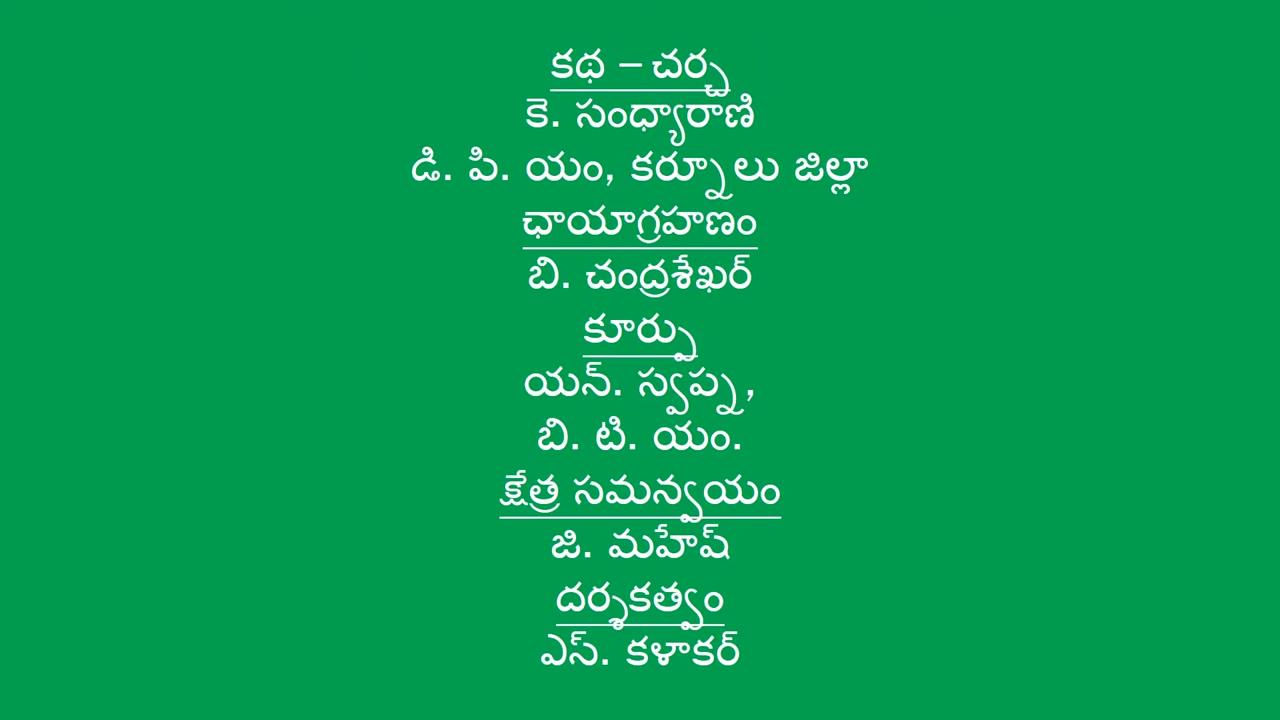 కథ – చర్చ
కె. సంధ్యారాణి
డి. పి. యం, కర్నూలు జిల్లా
ఛాయాగ్రహణం
బి. చంద్రశేఖర్
కూర్పు
యన్. స్వప్న,
బి. టి. యం.
క్షేత్ర సమన్వయం
జి. మహేష్
దర్శకత్వం
ఎస్. కళాకర్